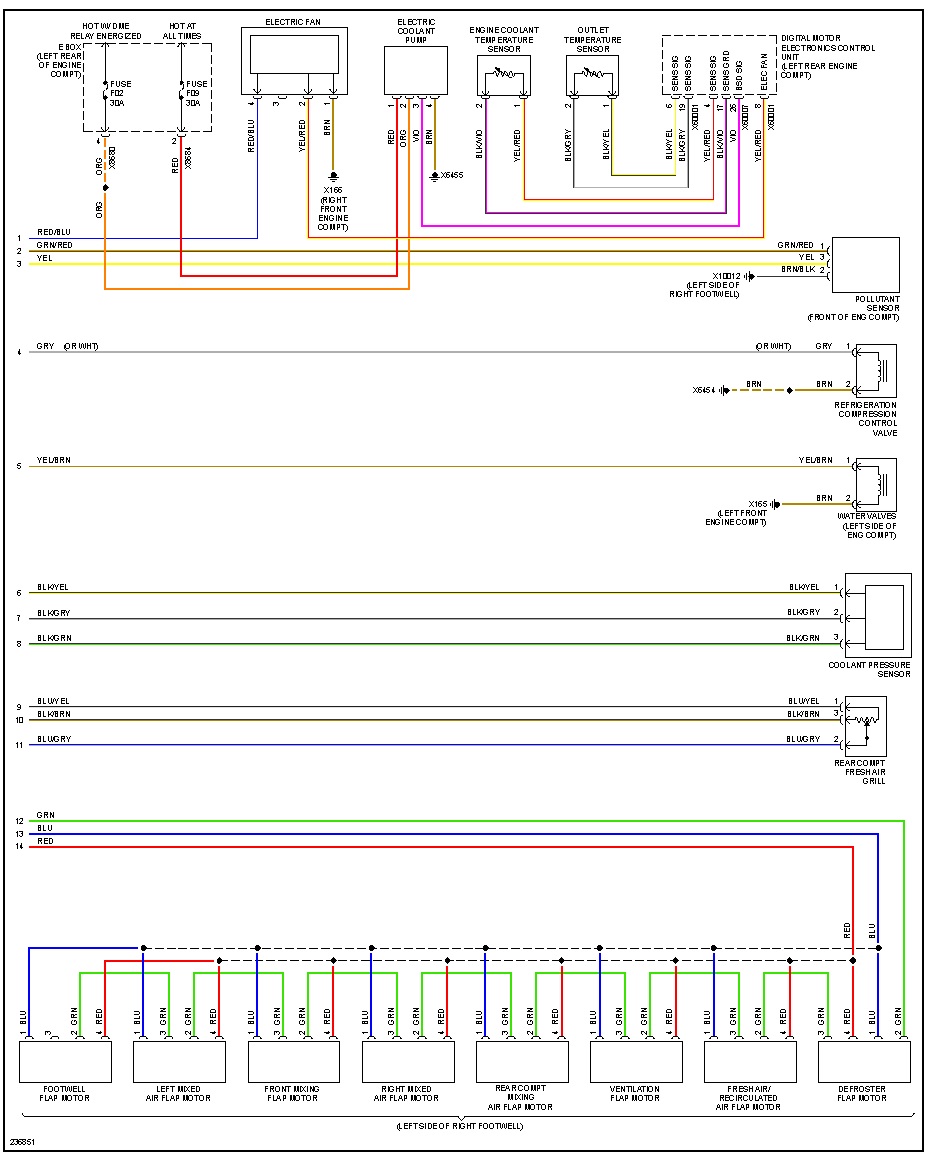 HOT W/ DME
RELAY ENERGIZED
HOT AT
ALL TIMES
ELECTRIC FAN
ELECTRIC
COOLANT
PUMP
ENGINE COOLANT
TEMPERATURE
SENSOR
OUTLET
TEMPERATURE
SENSOR
DIGITAL MOTOR
ELECTRONICS CONTROL
UNIT
(LEFT REAR ENGINE
COMPT)
E BOX
(LEFT REAR
OF ENGINE
COMPT)
FUSE
F02
30A
FUSE
F09
30A
SENS SIG
SENS SIG
SENS SIG
SENS GRD
BSD SIG
ELEC FAN
4
2
4
3
2
1
1
2
3
4
2
1
2
1
6
19
X60001
4
17
26
X60007
8
X60001
ORG
X8680
RED
X8684
RED/BLU
YEL/RED
BRN
RED
ORG
VIO
BRN
BLK/VIO
YEL/RED
BLK/GRY
BLK/YEL
BLK/YEL
BLK/GRY
YEL/RED
BLK/VIO
VIO
YEL/RED
ORG
X166
(RIGHT
FRONT
ENGINE
COMPT)
X6455
1 RED/BLU
2 GRN/RED GRN/RED 1
3 YEL YEL 3
X10012 BRN/BLK 2
(LEFT SIDE OF
RIGHT FOOTWELL)
POLLUTANT
SENSOR
(FRONT OF ENG COMPT)
4 GRY (OR WHT) (OR WHT) GRY 1
X6454 BRN BRN 2
REFRIGERATION
COMPRESSION
CONTROL
VALVE
5 YEL/BRN YEL/BRN 1
X165 BRN 2
(LEFT FRONT
ENGINE COMPT)
WATER VALVES
(LEFT SIDE OF
ENG COMPT)
6 BLK/YEL BLK/YEL 1
7 BLK/GRY BLK/GRY 2
8 BLK/GRN BLK/GRN 3
COOLANT PRESSURE
SENSOR
9 BLU/YEL BLU/YEL 1
10 BLK/BRN BLK/BRN 3
11 BLU/GRY BLU/GRY 2
REAR COMPT
FRESH AIR
GRILL
12 GRN
13 BLU
14 RED
RED
BLU
BLU
GRN
RED
BLU
GRN
GRN
RED
BLU
GRN
GRN
RED
BLU
GRN
GRN
RED
BLU
GRN
GRN
RED
BLU
GRN
GRN
RED
BLU
GRN
GRN
RED
GRN
RED
BLU
GRN
1 3 2 4
1 3 2 4
1 3 2 4
1 3 2 4
1 3 2 4
1 3 2 4
1 3 2 4
3 4 1 2
FOOTWELL
FLAP MOTOR
LEFT MIXED
AIR FLAP MOTOR
FRONT MIXING
FLAP MOTOR
RIGHT MIXED
AIR FLAP MOTOR
REAR COMPT
MIXING
AIR FLAP MOTOR
VENTILATION
FLAP MOTOR
FRESH AIR/
RECIRCULATED
AIR FLAP MOTOR
DEFROSTER
FLAP MOTOR
(LEFT SIDE OF RIGHT FOOTWELL)
236851